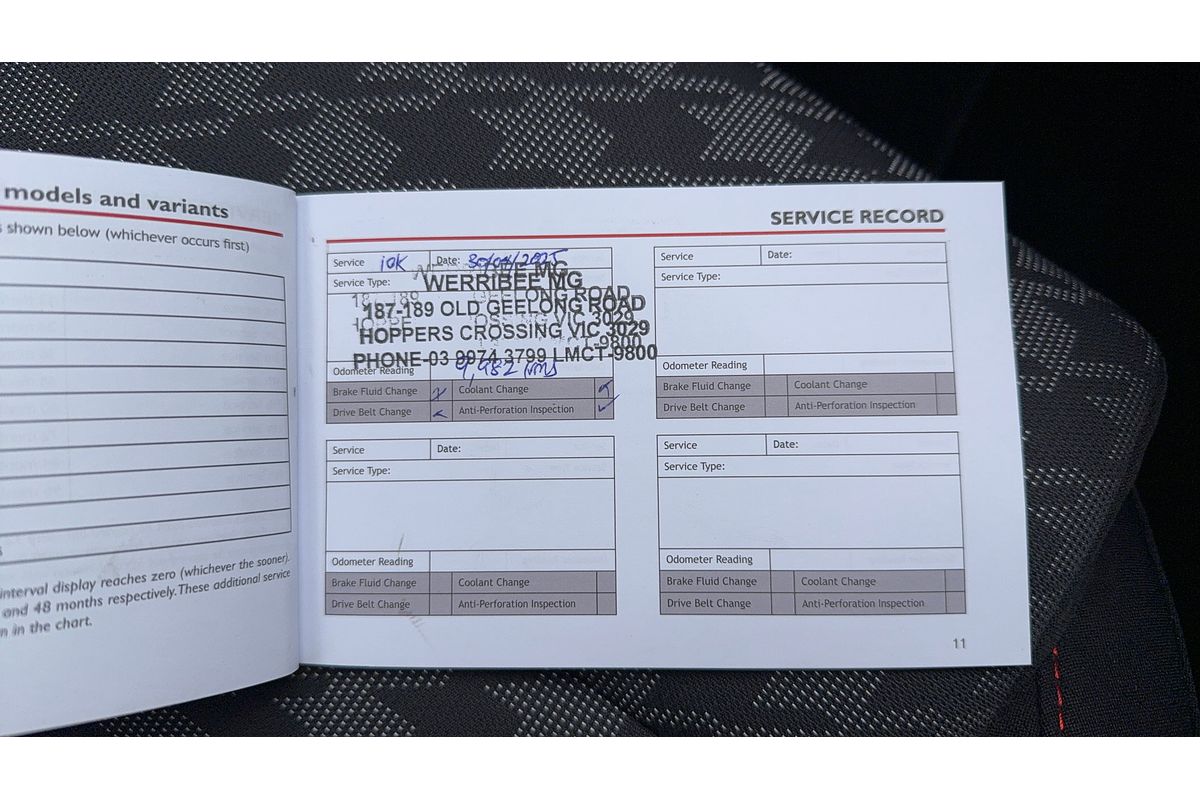 models and variants
shown below (whichever occurs first)
interval display reaches zero (whichever the sooner).
and 48 months respectively. These additional service
in the chart.
SERVICE RECORD
Service 10K Date: 30/04/2025
Service Type:
WERRIBEE MG
187-189 OLD GEELONG ROAD
HOPPERS CROSSING VIC 3029
PHONE-03 9974 3799 LMCT-9800
Odometer Reading 9,982 kms
Brake Fluid Change Coolant Change
Drive Belt Change Anti-Perforation Inspection ✓
Service Date:
Service Type:
Odometer Reading
Brake Fluid Change Coolant Change
Drive Belt Change Anti-Perforation Inspection
Service Date:
Service Type:
Odometer Reading
Brake Fluid Change Coolant Change
Drive Belt Change Anti-Perforation Inspection
Service Date:
Service Type:
Odometer Reading
Brake Fluid Change Coolant Change
Drive Belt Change Anti-Perforation Inspection
11